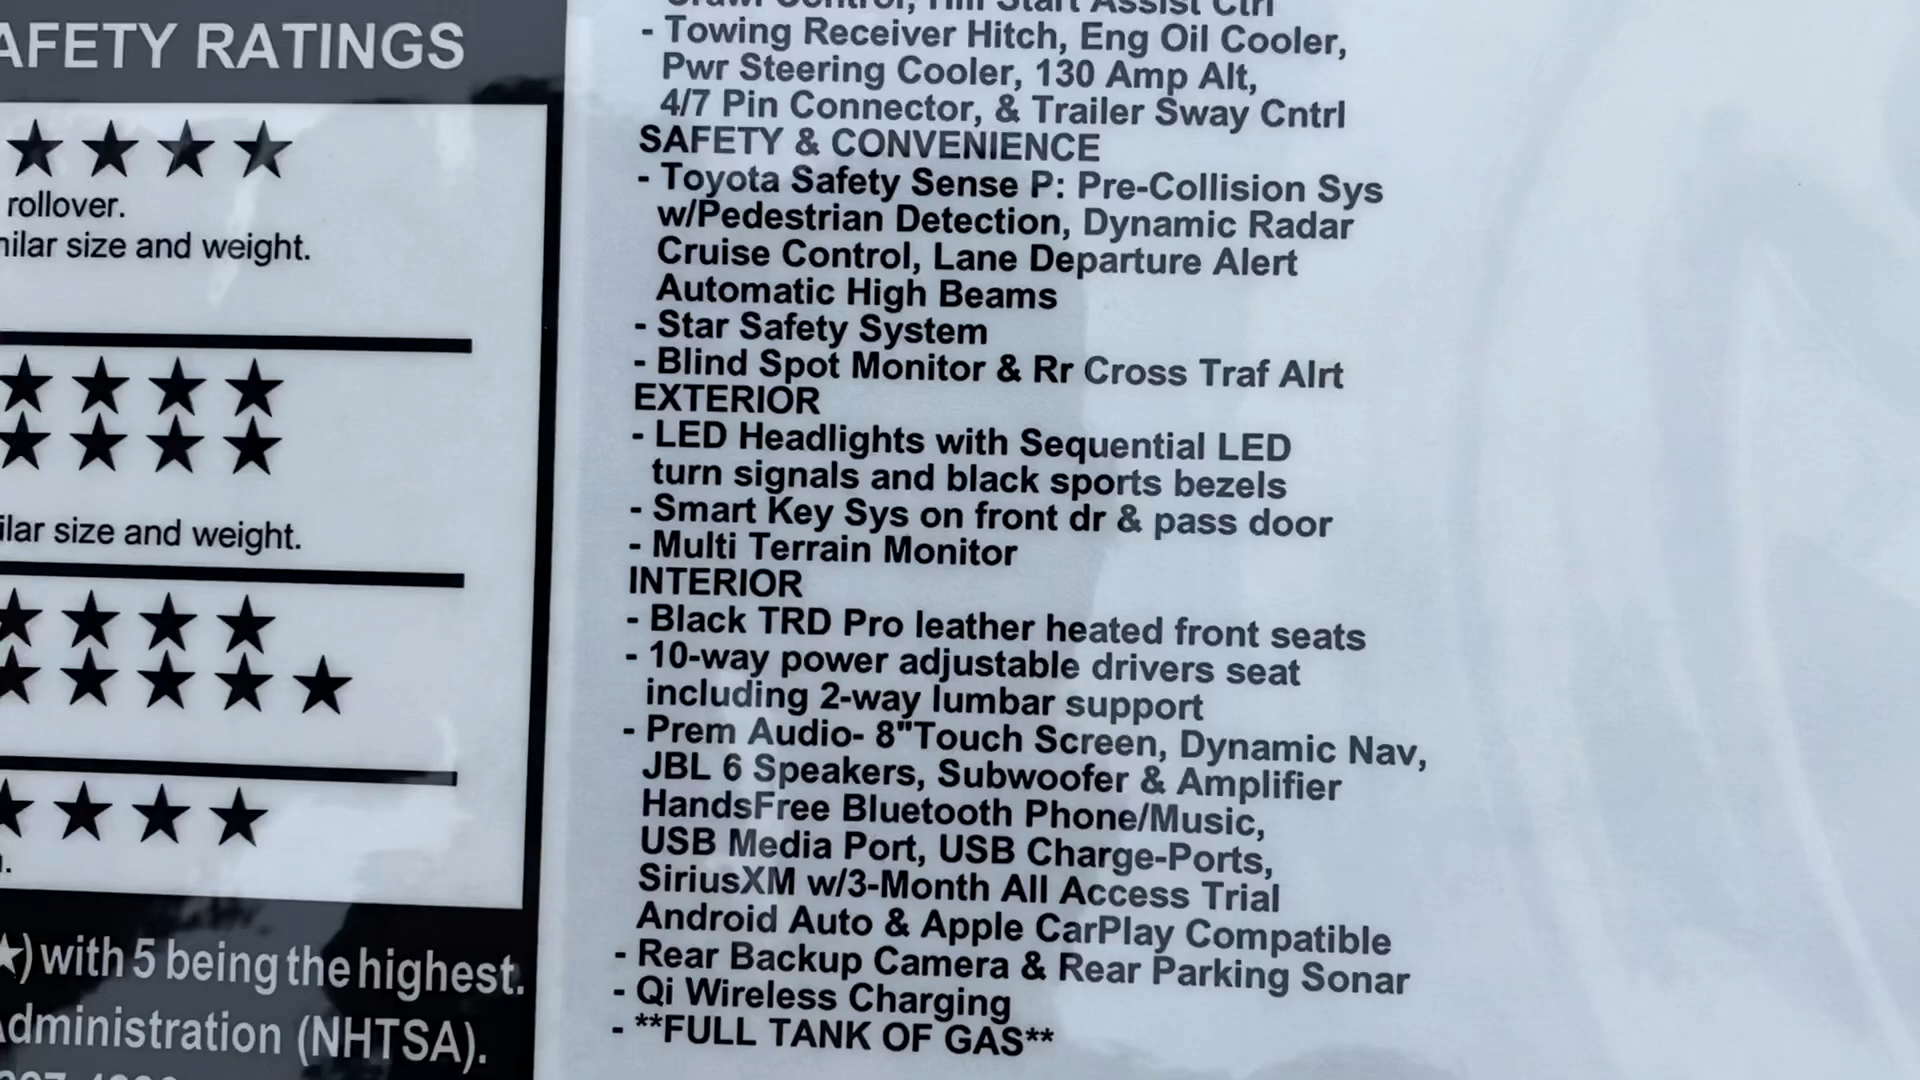 AFETY RATINGS
★★★★
rollover.
size and weight.
★★★★
★★★★
size and weight.
★★★★
★★★★★
★★★★
★) with 5 being the highest.
Administration (NHTSA).
Crawl Control, Hill Start Assist Ctrl
- Towing Receiver Hitch, Eng Oil Cooler,
Pwr Steering Cooler, 130 Amp Alt,
4/7 Pin Connector, & Trailer Sway Cntrl
SAFETY & CONVENIENCE
- Toyota Safety Sense P: Pre-Collision Sys
w/Pedestrian Detection, Dynamic Radar
Cruise Control, Lane Departure Alert
Automatic High Beams
- Star Safety System
- Blind Spot Monitor & Rr Cross Traf Alrt
EXTERIOR
- LED Headlights with Sequential LED
turn signals and black sports bezels
- Smart Key Sys on front dr & pass door
- Multi Terrain Monitor
INTERIOR
- Black TRD Pro leather heated front seats
- 10-way power adjustable drivers seat
including 2-way lumbar support
- Prem Audio- 8"Touch Screen, Dynamic Nav,
JBL 6 Speakers, Subwoofer & Amplifier
HandsFree Bluetooth Phone/Music,
USB Media Port, USB Charge-Ports,
SiriusXM w/3-Month All Access Trial
Android Auto & Apple CarPlay Compatible
- Rear Backup Camera & Rear Parking Sonar
- Qi Wireless Charging
- **FULL TANK OF GAS**